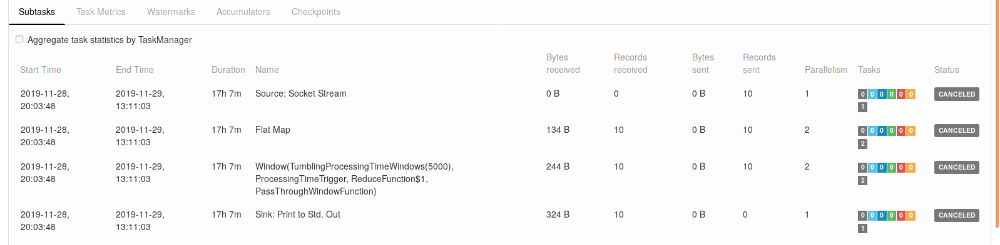 Subtasks Task Metrics Watermarks Accumulators Checkpoints
Aggregate task statistics by TaskManager
Bytes Records Bytes Records
Start Time End Time Duration Name received received sent sent Parallelism Tasks Status
2019-11-28, 2019-11-29, 17h 7m Source: Socket Stream 0 B 0 0 B 10 1 0 0 0 0 0 0 CANCELED
20:03:48 13:11:03 1
2019-11-28, 2019-11-29, 17h 7m Flat Map 134 B 10 0 B 10 2 0 0 0 0 0 0 CANCELED
20:03:48 13:11:03 2
2019-11-28, 2019-11-29, 17h 7m Window(TumblingProcessingTimeWindows(5000), 244 B 10 0 B 10 2 0 0 0 0 0 0 CANCELED
20:03:48 13:11:03 ProcessingTimeTrigger, ReduceFunction$1, 2
PassThroughWindowFunction)
2019-11-28, 2019-11-29, 17h 7m Sink: Print to Std. Out 324 B 10 0 B 0 1 0 0 0 0 0 0 CANCELED
20:03:48 13:11:03 1